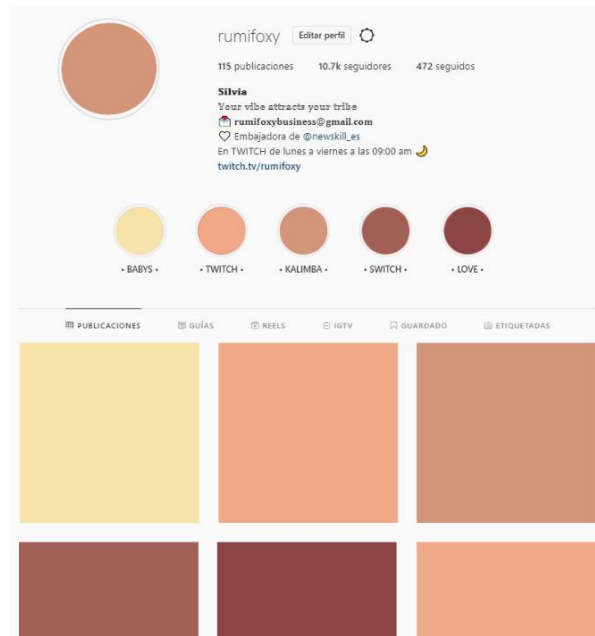 rumifoxy Editar perfil
115 publicaciones 10.7k seguidores 472 seguidos
Silvia
Your vibe attracts your tribe
rumifoxybusiness@gmail.com
Embajadora de @newskill_es
En TWITCH de lunes a viernes a las 09:00 am 🌙
twitch.tv/rumifoxy
• BABYS • • TWITCH • • KALIMBA • • SWITCH • • LOVE •
PUBLICACIONES GUÍAS REELS IGTV GUARDADO ETIQUETADAS